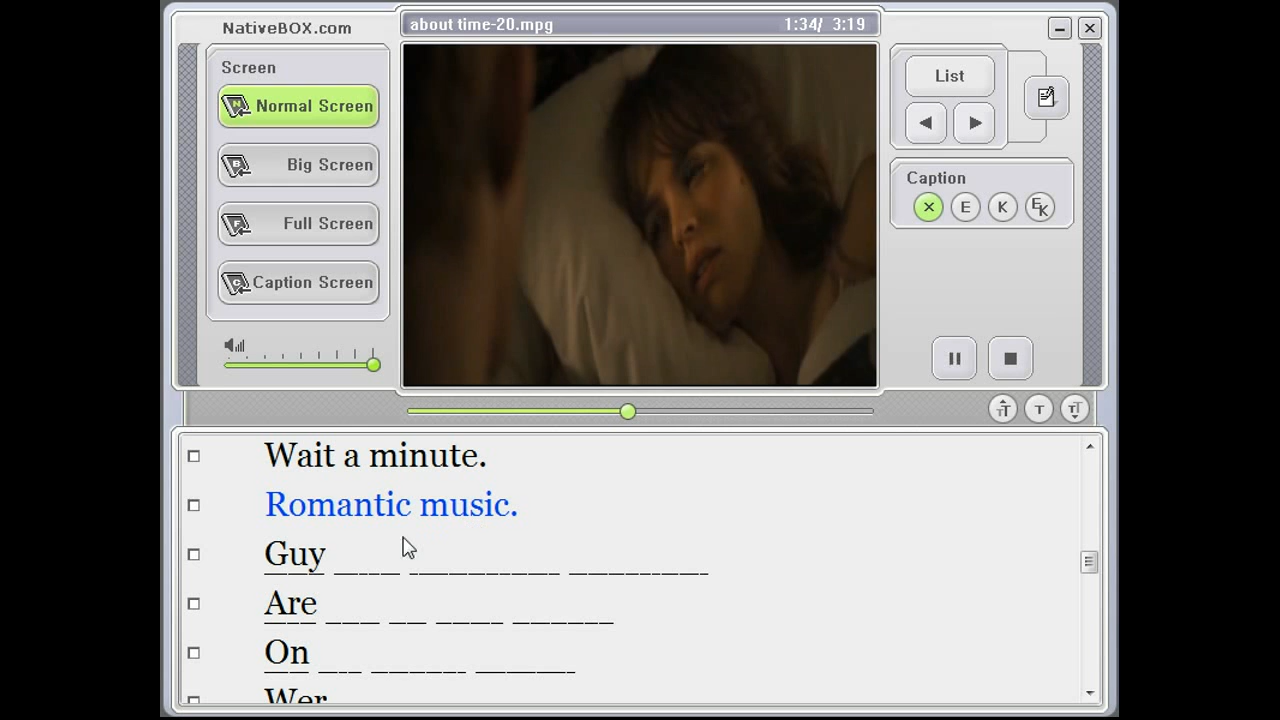 NativeBOX.com
about time-20.mpg 1:34/ 3:19
Screen
Normal Screen
Big Screen
Full Screen
Caption Screen
List
Caption
E K EK
T T T
Wait a minute.
Romantic music.
Guy
Are
On
Wer